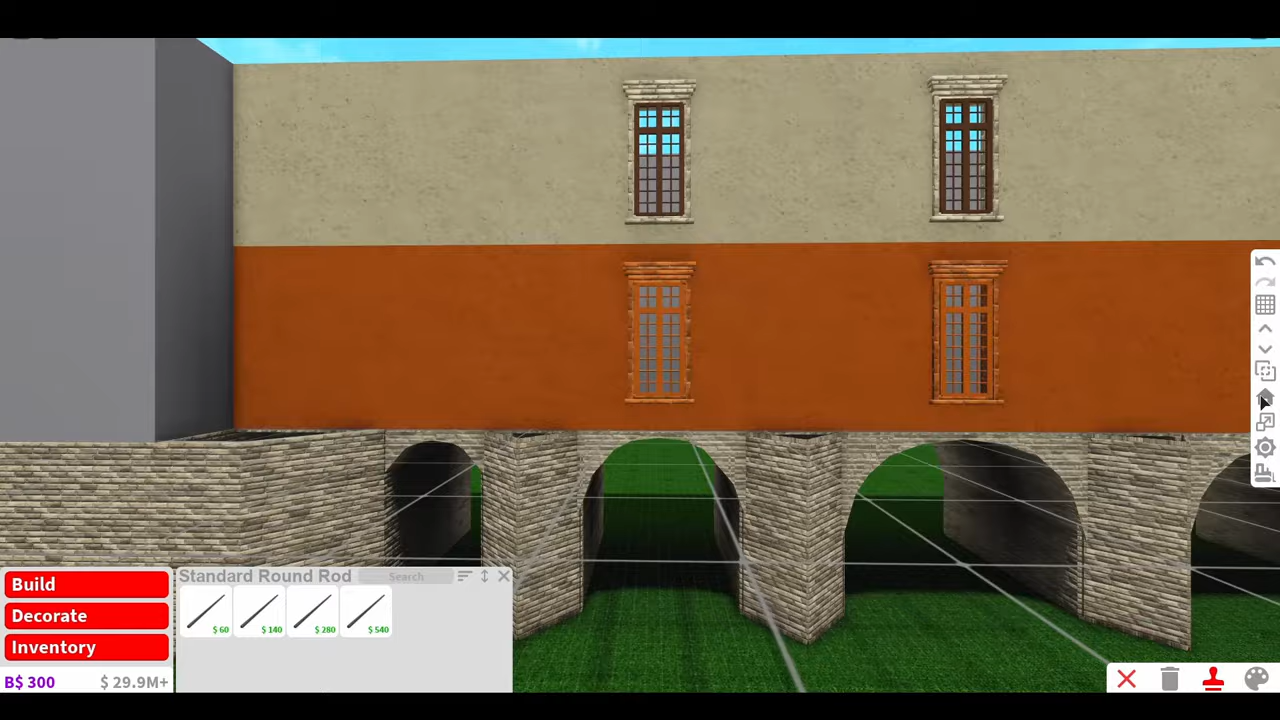 Build
Standard Round Rod
Search
$ 60
$ 140
$ 280
$ 540
Decorate
Inventory
B$ 300
$ 29.9M+